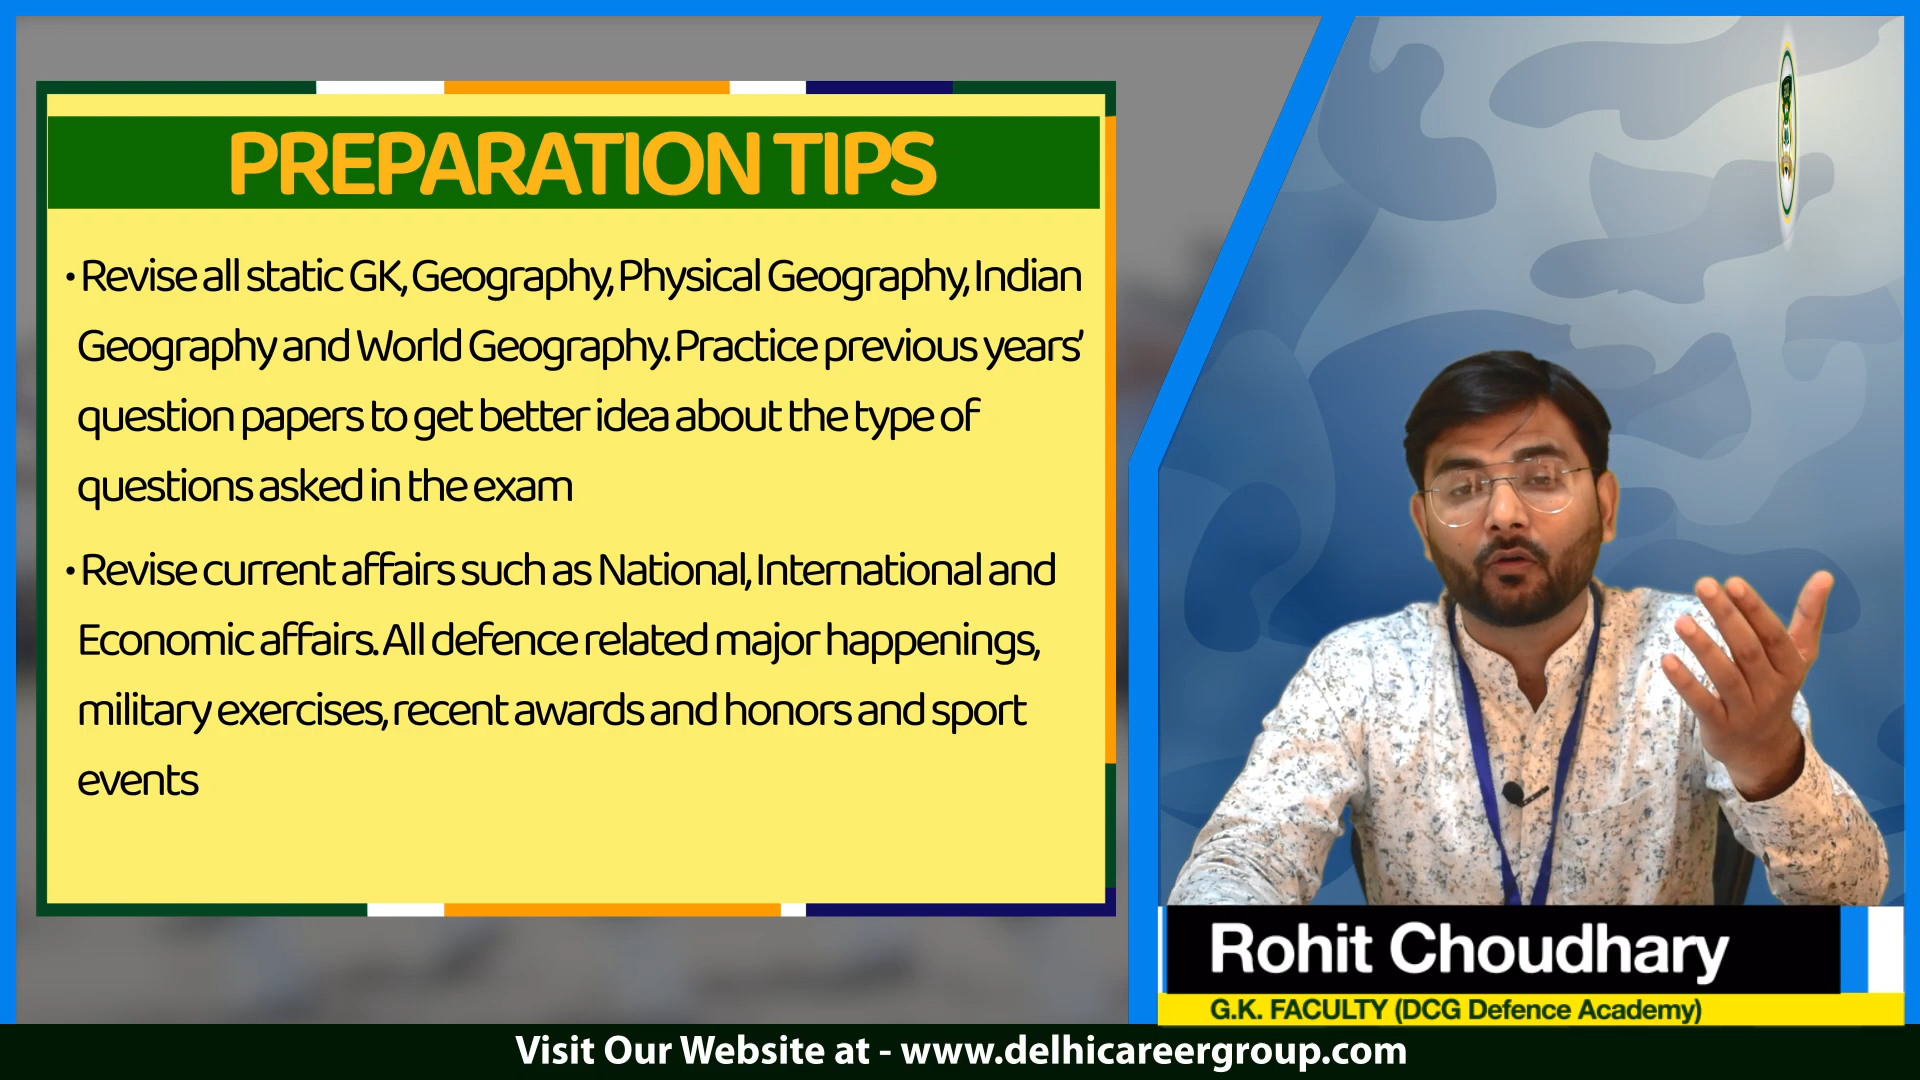 PREPARATION TIPS
• Revise all static GK, Geography, Physical Geography, Indian
Geography and World Geography. Practice previous years'
question papers to get better idea about the type of
questions asked in the exam
• Revise current affairs such as National, International and
Economic affairs. All defence related major happenings,
military exercises, recent awards and honors and sport
events
Rohit Choudhary
G.K. FACULTY (DCG Defence Academy)
Visit Our Website at - www.delhicareergroup.com